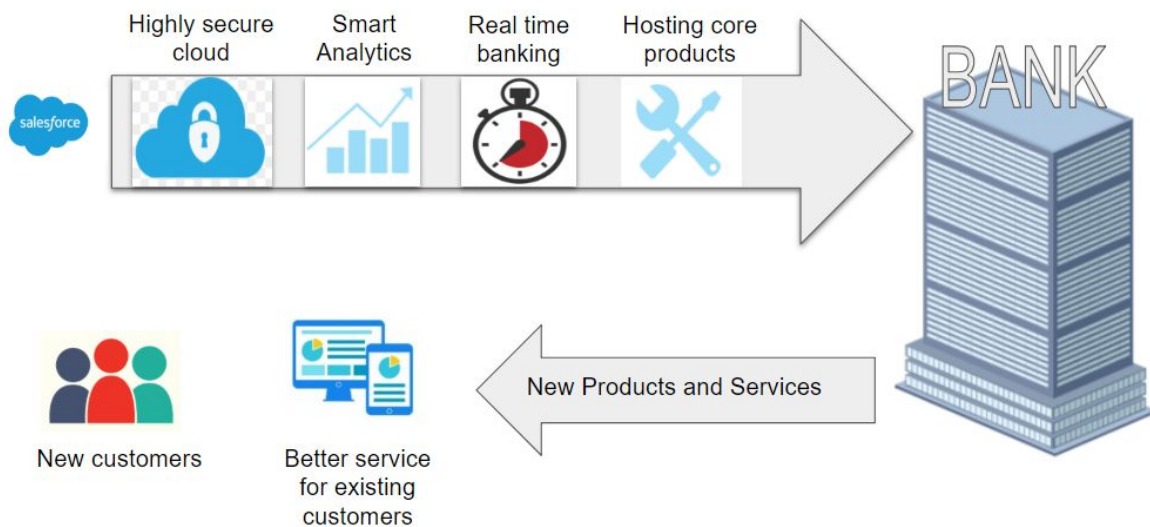 Highly secure
cloud
Smart
Analytics
Real time
banking
Hosting core
products
BANK
salesforce
New Products and Services
New customers
Better service
for existing
customers